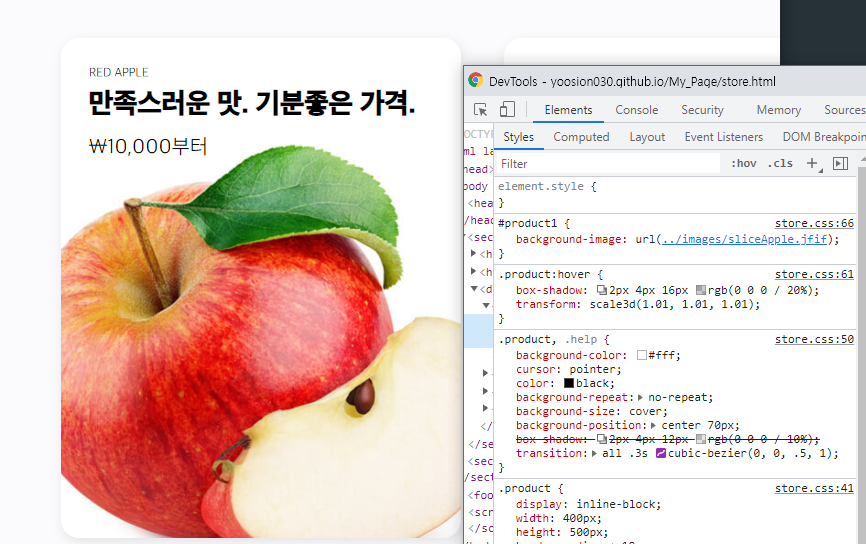 RED APPLE
만족스러운 맛. 기분좋은 가격.
₩10,000부터
DevTools - yoosion030.github.io/My_Page/store.html
Elements Console Security Memory Sources
Styles Computed Layout Event Listeners DOM Breakpoin
Filter :hov .cls
element.style {
}
#product1 { store.css:66
background-image: url(../images/sliceApple.jfif);
}
.product:hover { store.css:61
box-shadow: 2px 4px 16px rgb(0 0 0 / 20%);
transform: scale3d(1.01, 1.01, 1.01);
}
.product, .help { store.css:50
background-color: #fff;
cursor: pointer;
color: black;
background-repeat: no-repeat;
background-size: cover;
background-position: center 70px;
box-shadow: 2px 4px 12px rgb(0 0 0 / 10%);
transition: all .3s cubic-bezier(0, 0, .5, 1);
}
.product { store.css:41
display: inline-block;
width: 400px;
height: 500px;
OCTYP
ml la
head>
body
<hea
/head
<sec
<h
<h
<d
</
</se
<sec
/sect
<foo
<scr
</so